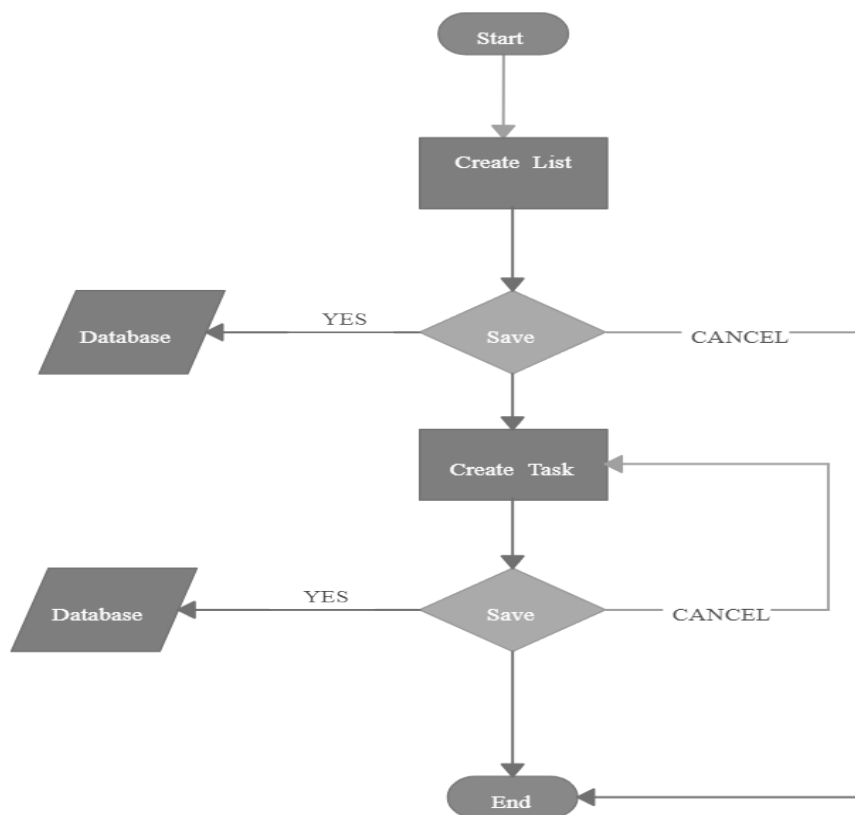 Start
Create List
YES
Database
Save
CANCEL
Create Task
YES
Database
Save
CANCEL
End